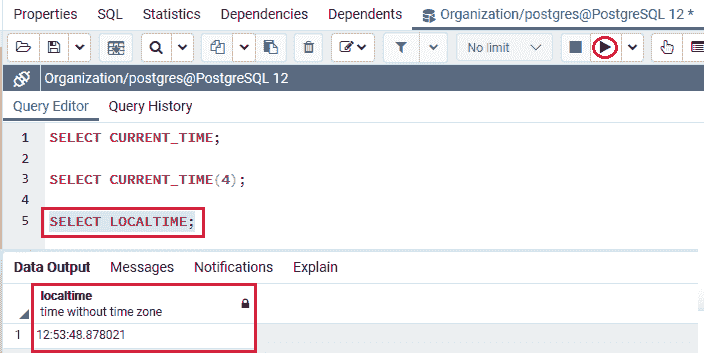 Properties SQL Statistics Dependencies Dependents Organization/postgres@PostgreSQL 12 *
No limit
Organization/postgres@PostgreSQL 12
Query Editor Query History
1 SELECT CURRENT_TIME;
2
3 SELECT CURRENT_TIME(4);
4
5 SELECT LOCALTIME;
Data Output Messages Notifications Explain
localtime
time without time zone
1 12:53:48.878021